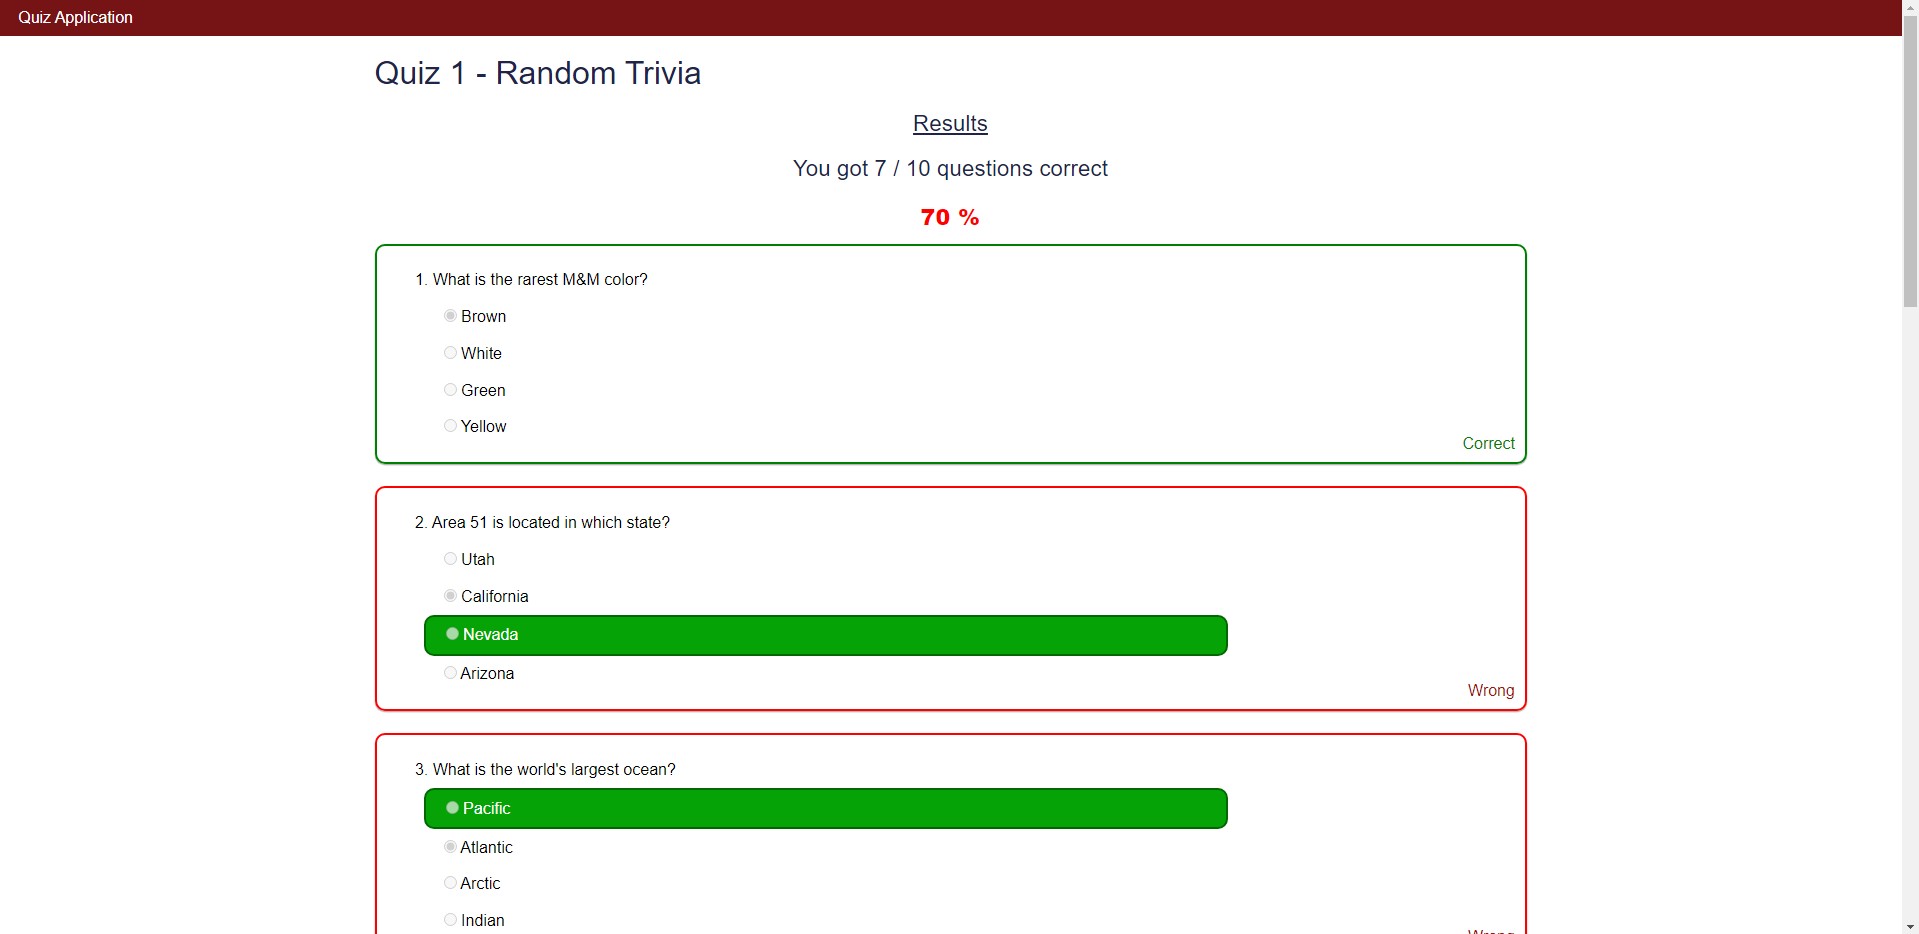 Quiz Application
Quiz 1 - Random Trivia
Results
You got 7 / 10 questions correct
70 %
1. What is the rarest M&M color?
Brown
White
Green
Yellow
Correct
2. Area 51 is located in which state?
Utah
California
Nevada
Arizona
Wrong
3. What is the world's largest ocean?
Pacific
Atlantic
Arctic
Indian